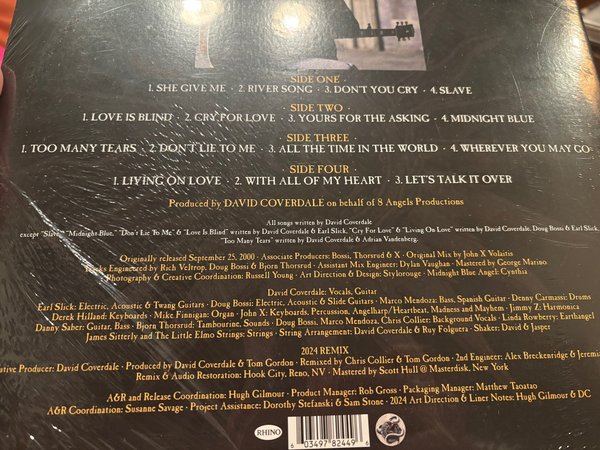 SIDE ONE ·
1. SHE GIVE ME · 2. RIVER SONG · 3. DON'T YOU CRY · 4. SLAVE
SIDE TWO ·
1. LOVE IS BLIND · 2. CRY FOR LOVE · 3. YOURS FOR THE ASKING · 4. MIDNIGHT BLUE
SIDE THREE ·
1. TOO MANY TEARS · 2. DON'T LIE TO ME · 3. ALL THE TIME IN THE WORLD · 4. WHEREVER YOU MAY GO
· SIDE FOUR ·
1. LIVING ON LOVE · 2. WITH ALL OF MY HEART · 3. LET'S TALK IT OVER
Produced by DAVID COVERDALE on behalf of 8 Angels Productions
All songs written by David Coverdale
except "Slave," "Midnight Blue," "Don't Lie To Me" & "Love Is Blind" written by David Coverdale & Earl Slick, "Cry For Love" & "Living On Love" written by David Coverdale, Doug Bossi & Earl Slick,
"Too Many Tears" written by David Coverdale & Adrian Vandenberg.
Originally released September 25, 2000 · Associate Producers: Bossi, Thorsrud & X · Original Mix by John X Volaitis
Tracks Engineered by Rich Veltrop, Doug Bossi & Bjorn Thorsrud · Assistant Mix Engineer: Dylan Vaughan · Mastered by George Marino
Photography & Creative Coordination: Russell Young · Art Direction & Design: Stylorouge · Midnight Blue Angel: Cynthia
David Coverdale: Vocals, Guitar
Earl Slick: Electric, Acoustic & Twang Guitars · Doug Bossi: Electric, Acoustic & Slide Guitars · Marco Mendoza: Bass, Spanish Guitar · Denny Carmassi: Drums
Derek Hilland: Keyboards · Mike Finnigan: Organ · John X: Keyboards, Percussion, Angelharp/Heartbeat, Madness and Mayhem · Jimmy Z: Harmonica
Danny Saber: Guitar, Bass · Bjorn Thorsrud: Tambourine, Sounds · Doug Bossi, Marco Mendoza, Chris Collier: Background Vocals · Linda Rowberry: Earthangel
James Sitterly and The Little Elmo Strings: Strings · String Arrangement: David Coverdale & Ruy Folguera · Shaker: David & Jasper
2024 REMIX
Producer: David Coverdale · Produced by David Coverdale & Tom Gordon · Remixed by Chris Collier & Tom Gordon · 2nd Engineer: Alex Breckenridge &
Remix & Audio Restoration: Hook City, Reno, NV · Mastered by Scott Hull @ Masterdisk, New York
A&R and Release Coordination: Hugh Gilmour · Product Manager: Rob Gross · Packaging Manager: Matthew Taoatao
A&R Coordination: Susanne Savage · Project Assistance: Dorothy Stefanski & Sam Stone · 2024 Art Direction & Liner Notes: Hugh Gilmour & DC
RHINO
6 03497 82449 6